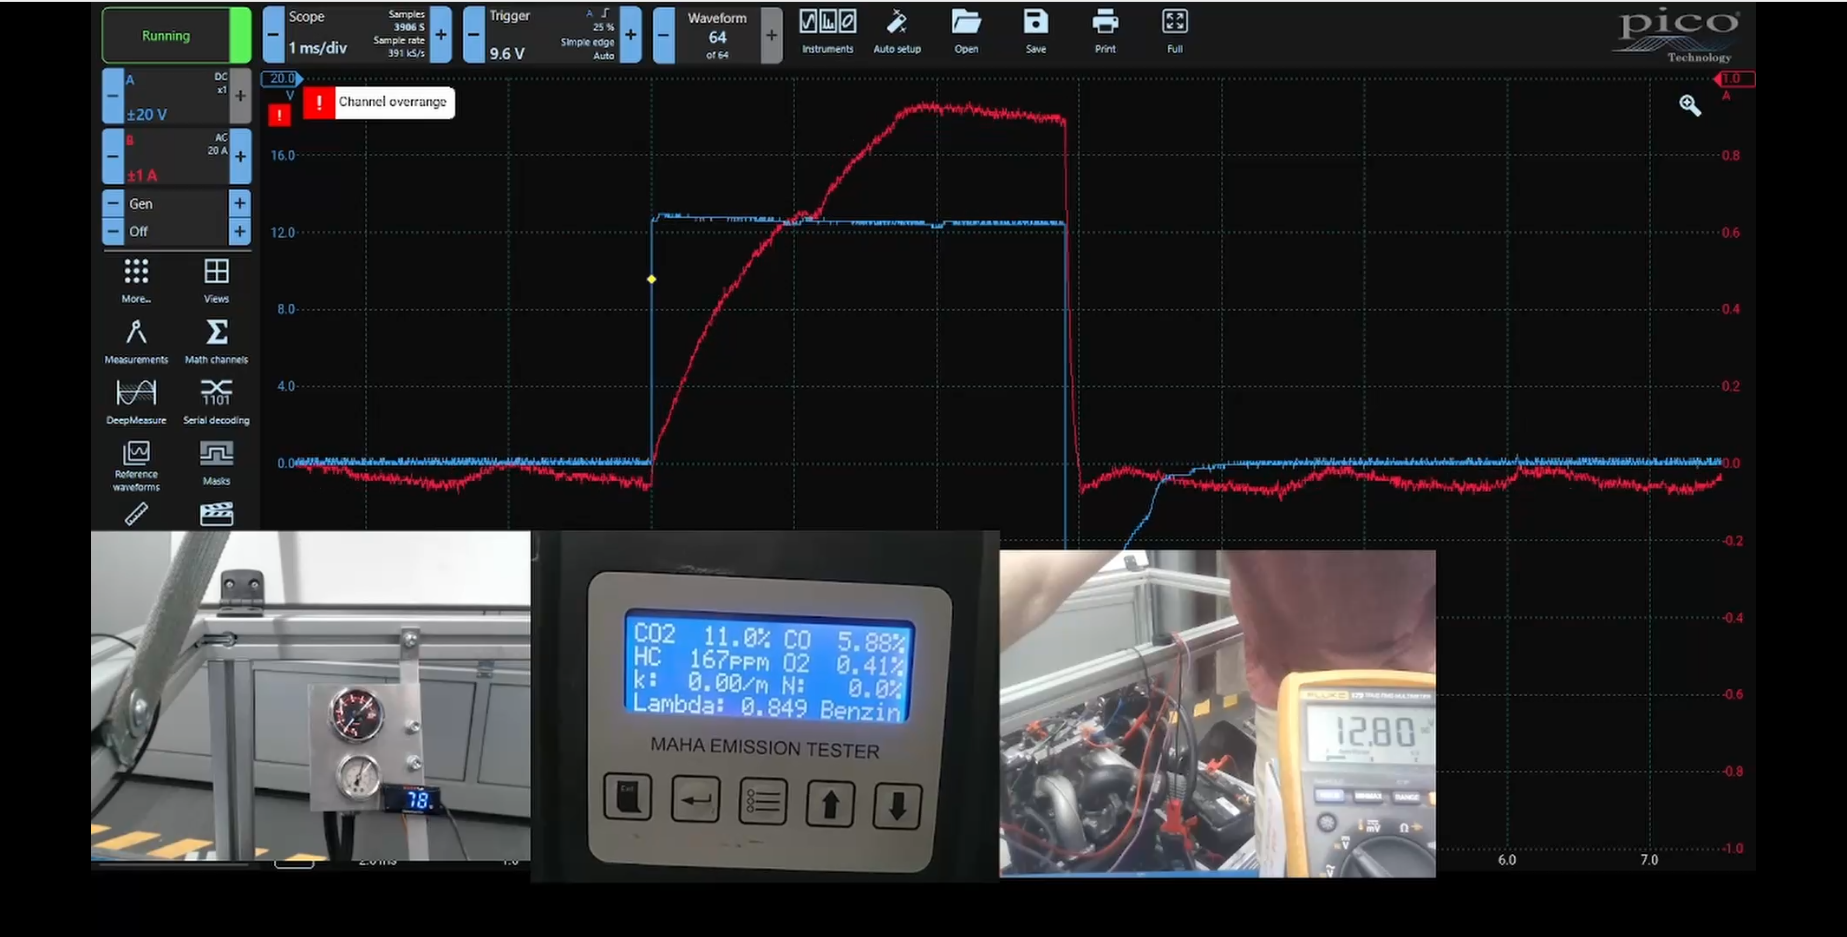 Running
Scope
1 ms/div
Samples
3906 S
Sample rate
391 kS/s
Trigger
9.6 V
A
25 %
Simple edge
Auto
Waveform
64
of 64
Instruments
Auto setup
Open
Save
Print
Full
pico
Technology
A
DC
x1
±20 V
B
AC
20 A
±1 A
Gen
Off
More...
Views
Measurements
Math channels
DeepMeasure
Serial decoding
1101
Reference
waveforms
Masks
20.0
V
Channel overrange
16.0
12.0
8.0
4.0
0.0
1.0
A
0.8
0.6
0.4
0.2
0.0
-0.2
-0.4
-0.6
-0.8
-1.0
6.0
7.0
78.
CO2 11.0% CO 5.88%
HC 167ppm O2 0.41%
k: 0.00/m N: 0.0%
Lambda: 0.849 Benzin
MAHA EMISSION TESTER
FLUKE
12.80